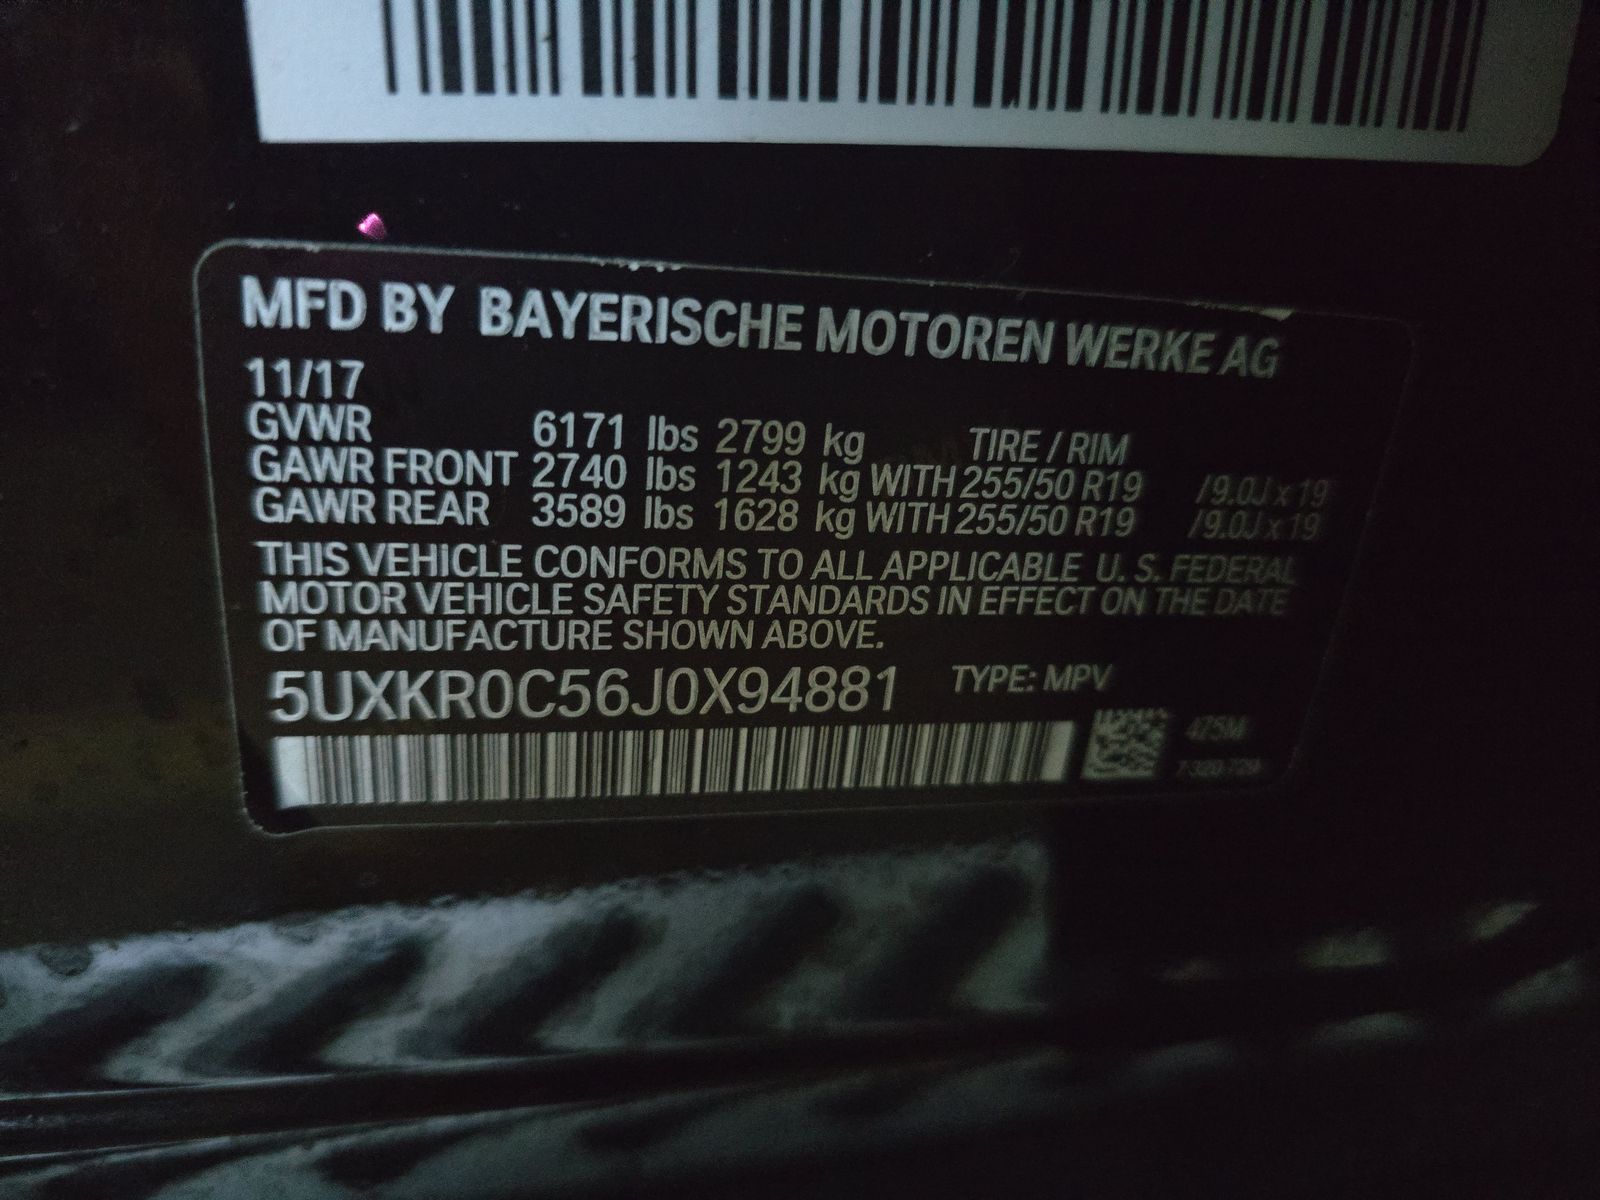 MFD BY BAYERISCHE MOTOREN WERKE AG
11/17
GVWR 6171 lbs 2799 kg TIRE / RIM
GAWR FRONT 2740 lbs 1243 kg WITH 255/50 R19 /9.0J x 19
GAWR REAR 3589 lbs 1628 kg WITH 255/50 R19 /9.0J x 19
THIS VEHICLE CONFORMS TO ALL APPLICABLE U. S. FEDERAL
MOTOR VEHICLE SAFETY STANDARDS IN EFFECT ON THE DATE
OF MANUFACTURE SHOWN ABOVE.
5UXKR0C56J0X94881 TYPE: MPV
475M